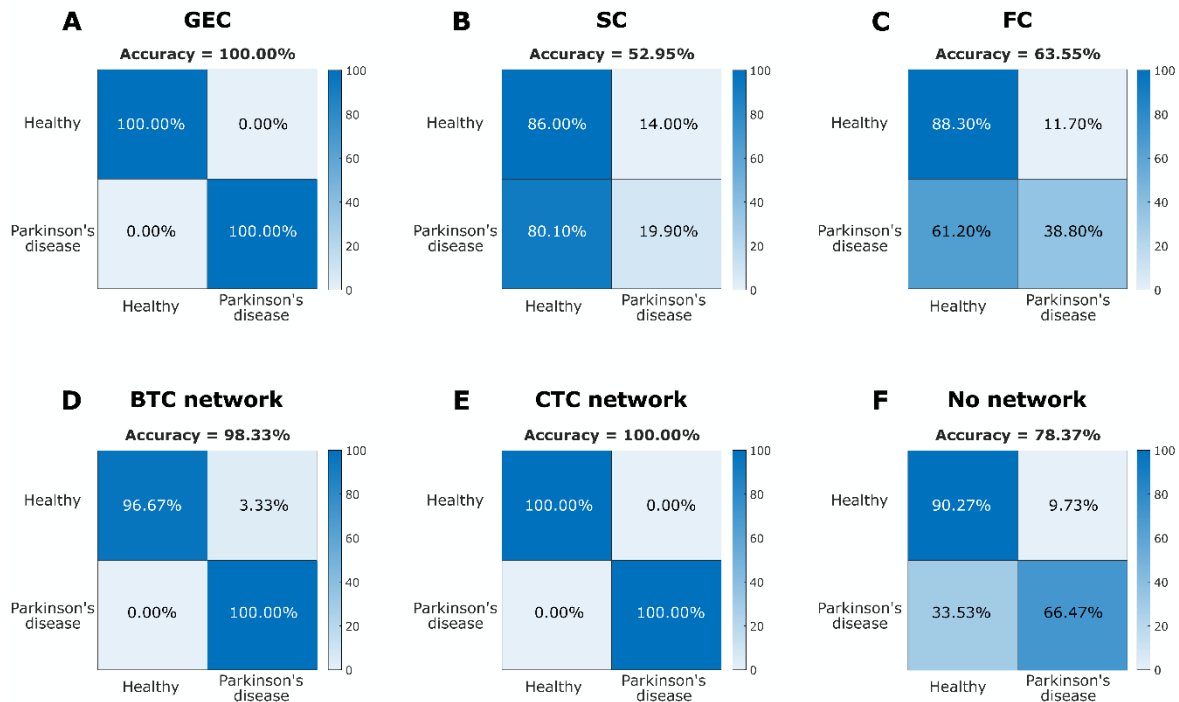 A GEC
Accuracy = 100.00%
100
80
60
40
20
0
Healthy
100.00% 0.00%
Parkinson's
disease
0.00% 100.00%
Healthy
Parkinson's
disease
B SC
Accuracy = 52.95%
100
80
60
40
20
0
Healthy
86.00% 14.00%
Parkinson's
disease
80.10% 19.90%
Healthy
Parkinson's
disease
C FC
Accuracy = 63.55%
100
80
60
40
20
0
Healthy
88.30% 11.70%
Parkinson's
disease
61.20% 38.80%
Healthy
Parkinson's
disease
D BTC network
Accuracy = 98.33%
100
80
60
40
20
0
Healthy
96.67% 3.33%
Parkinson's
disease
0.00% 100.00%
Healthy
Parkinson's
disease
E CTC network
Accuracy = 100.00%
100
80
60
40
20
0
Healthy
100.00% 0.00%
Parkinson's
disease
0.00% 100.00%
Healthy
Parkinson's
disease
F No network
Accuracy = 78.37%
100
80
60
40
20
0
Healthy
90.27% 9.73%
Parkinson's
disease
33.53% 66.47%
Healthy
Parkinson's
disease